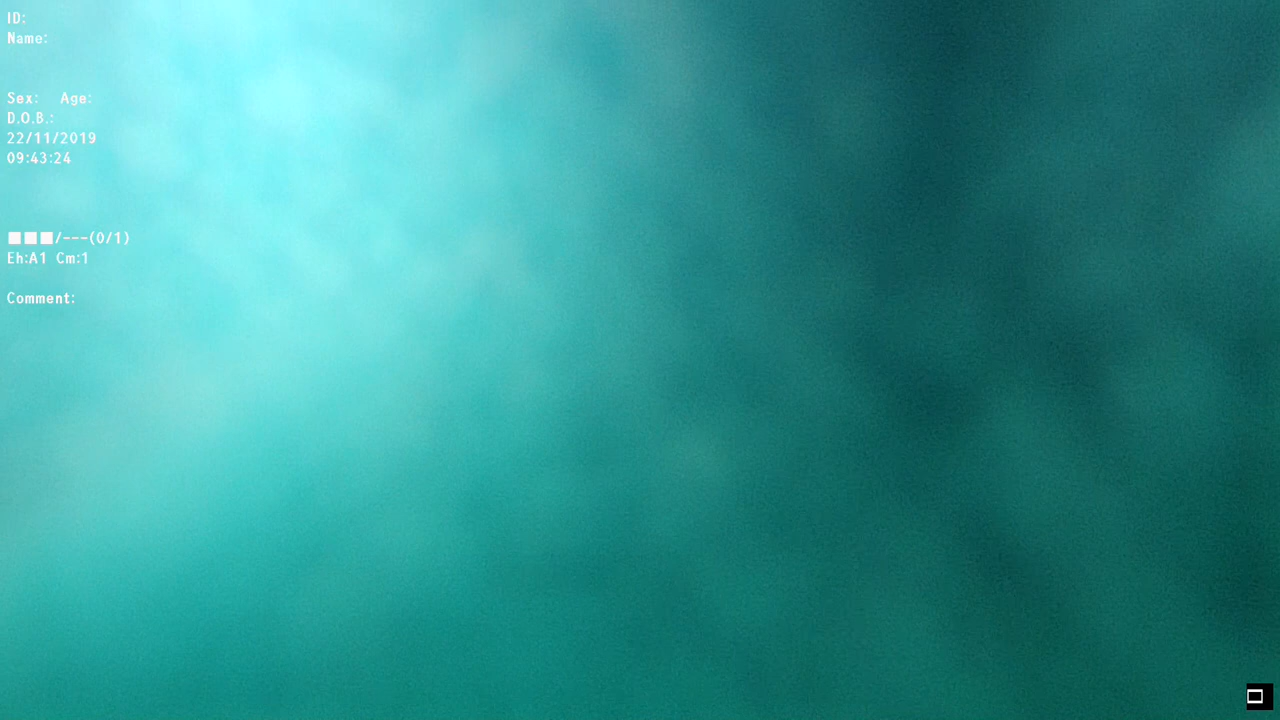 ID:
Name:
Sex: Age:
D.O.B.:
22/11/2019
09:43:24
■■■/---(0/1)
Eh:A1 Cm:1
Comment: